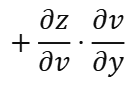 + ∂z/∂v · ∂v/∂y